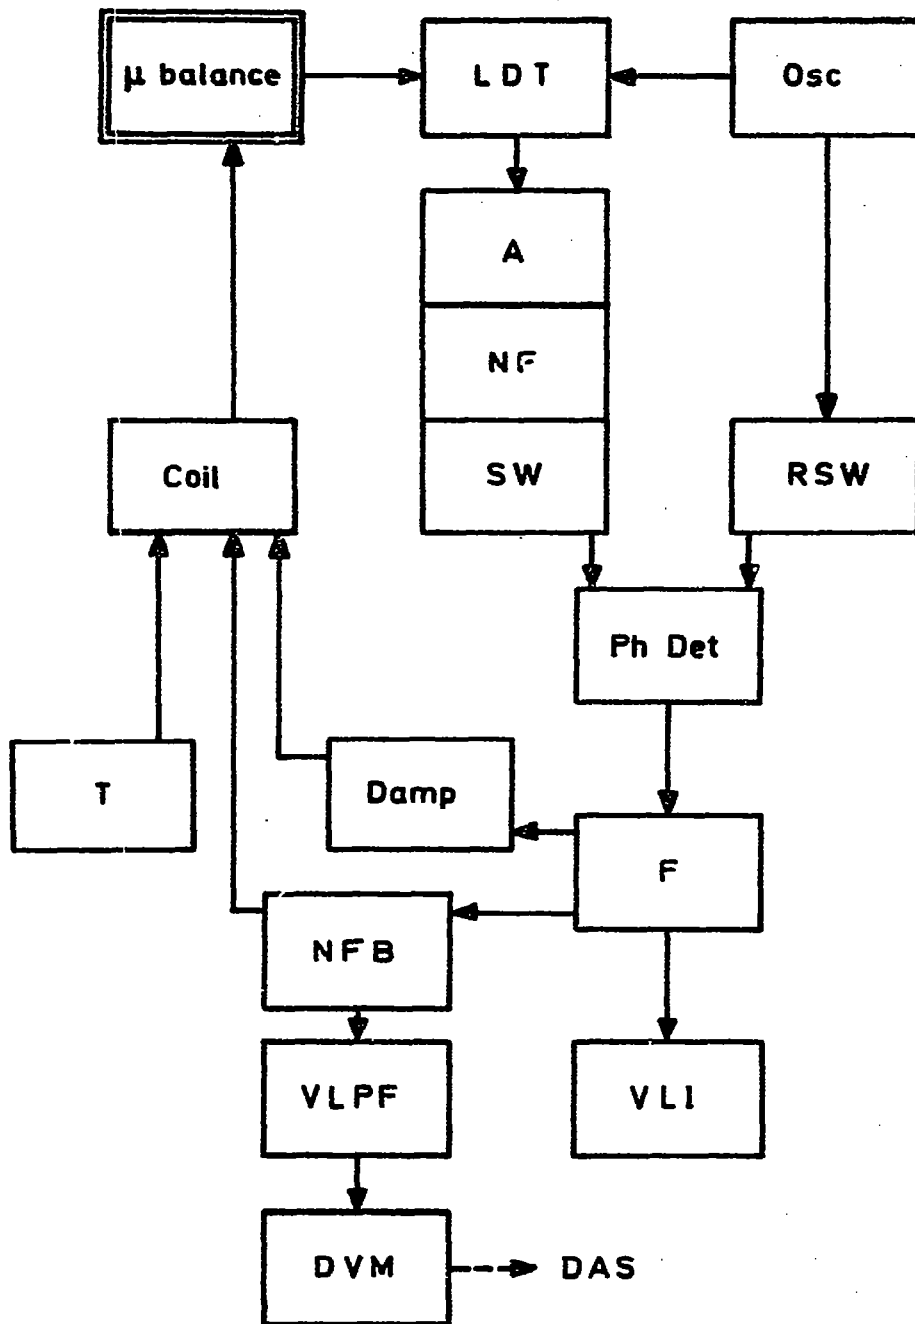 μ balance
LDT
Osc
A
NF
SW
Coil
RSW
Ph Det
T
Damp
F
NFB
VLPF
VLI
DVM
DAS